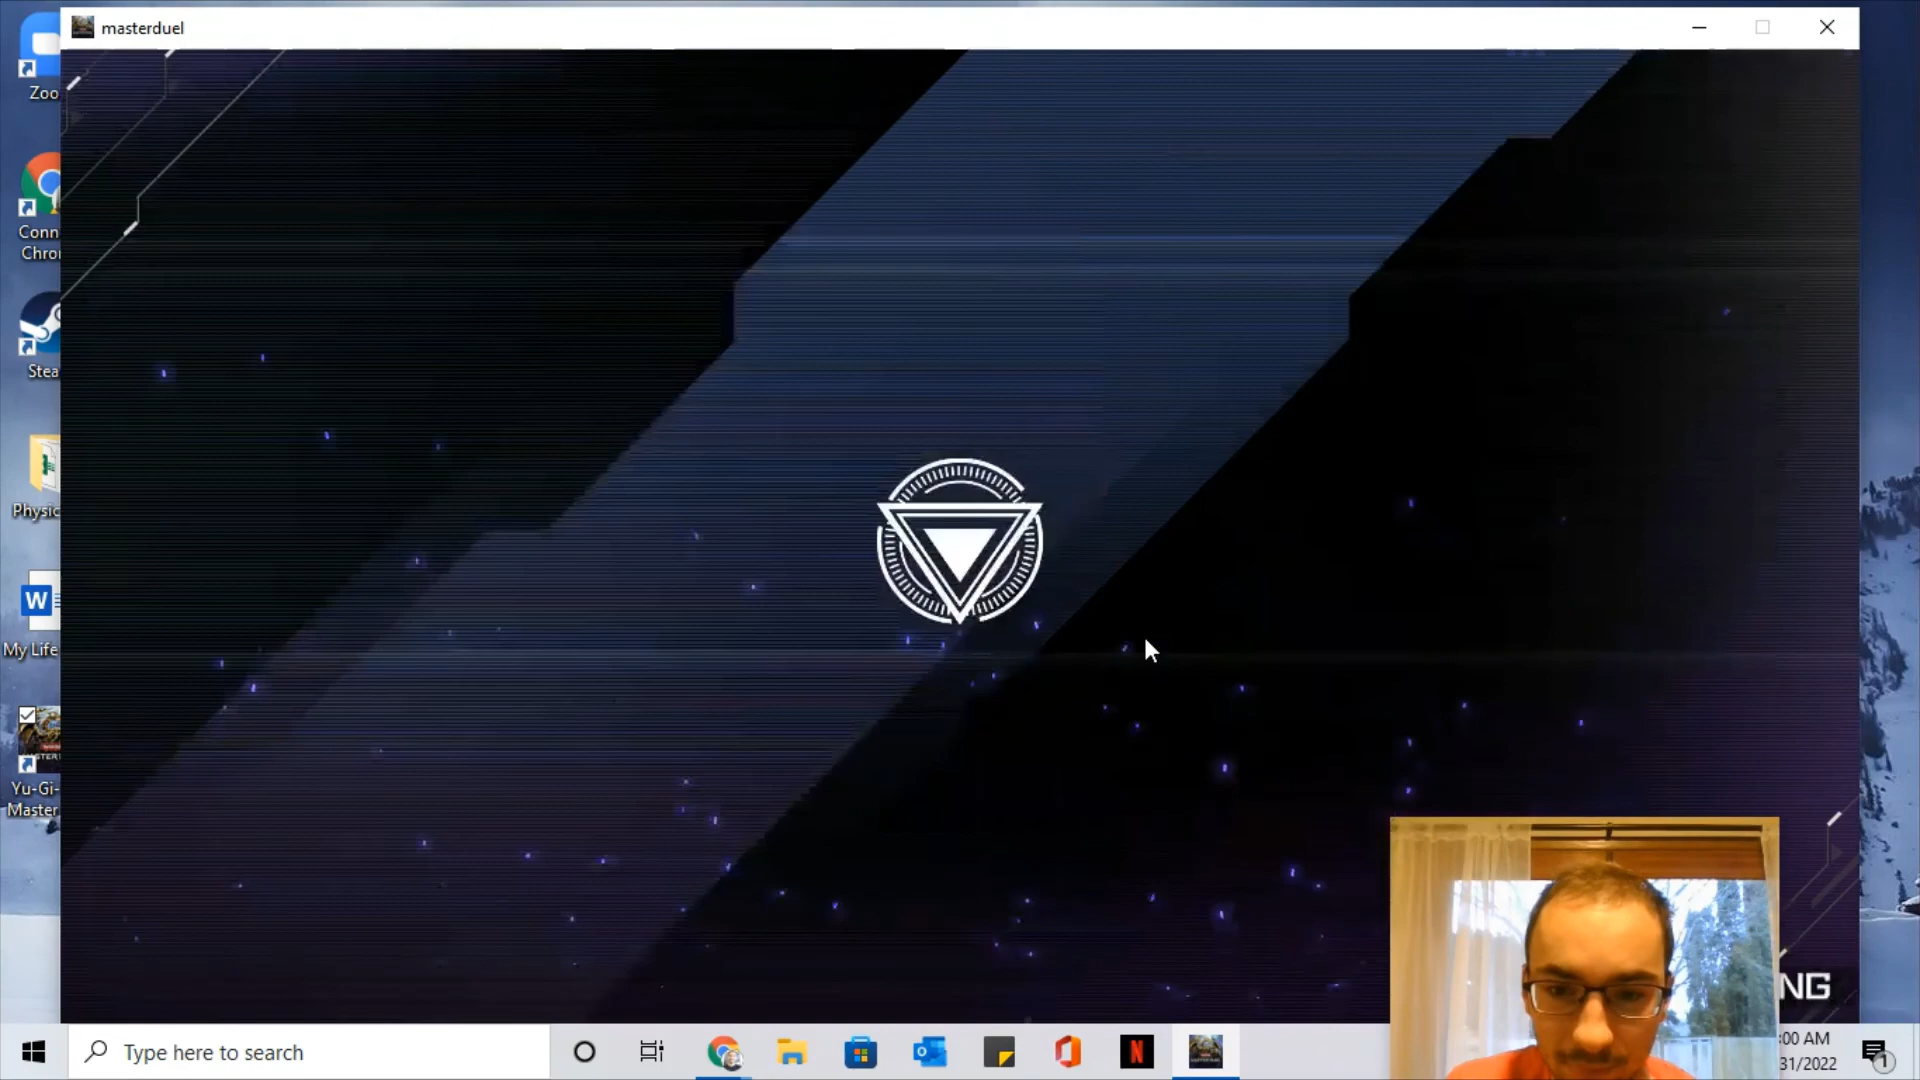 masterduel
Zoo
Conn
Chro
Stea
Physic
W
My Life
Yu-Gi-
Master
NG
Type here to search
N
:00 AM
31/2022
1